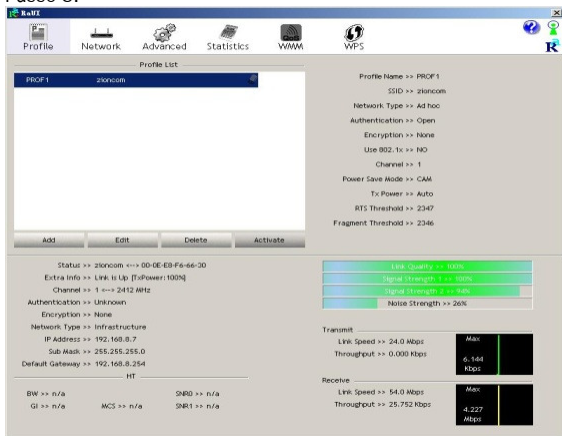 RaUI
Profile Network Advanced Statistics WMM WPS
Profile List
PROF1 zioncom
Add Edit Delete Activate
Profile Name >> PROF1
SSID >> zioncom
Network Type >> Ad hoc
Authentication >> Open
Encryption >> None
Use 802.1x >> NO
Channel >> 1
Power Save Mode >> CAM
Tx Power >> Auto
RTS Threshold >> 2347
Fragment Threshold >> 2346
Status >> zioncom <--> 00-0E-E8-F6-66-30
Extra Info >> Link is Up [TxPower:100%]
Channel >> 1 <--> 2412 MHz
Authentication >> Unknown
Encryption >> None
Network Type >> Infrastructure
IP Address >> 192.168.8.7
Sub Mask >> 255.255.255.0
Default Gateway >> 192.168.8.254
HT
BW >> n/a SNR0 >> n/a
GI >> n/a MCS >> n/a SNR1 >> n/a
Link Quality >> 100%
Signal Strength 1 >> 100%
Signal Strength 2 >> 94%
Noise Strength >> 26%
Transmit
Link Speed >> 24.0 Mbps
Throughput >> 0.000 Kbps
Max
6.144
Kbps
Receive
Link Speed >> 54.0 Mbps
Throughput >> 25.752 Kbps
Max
4.227
Mbps